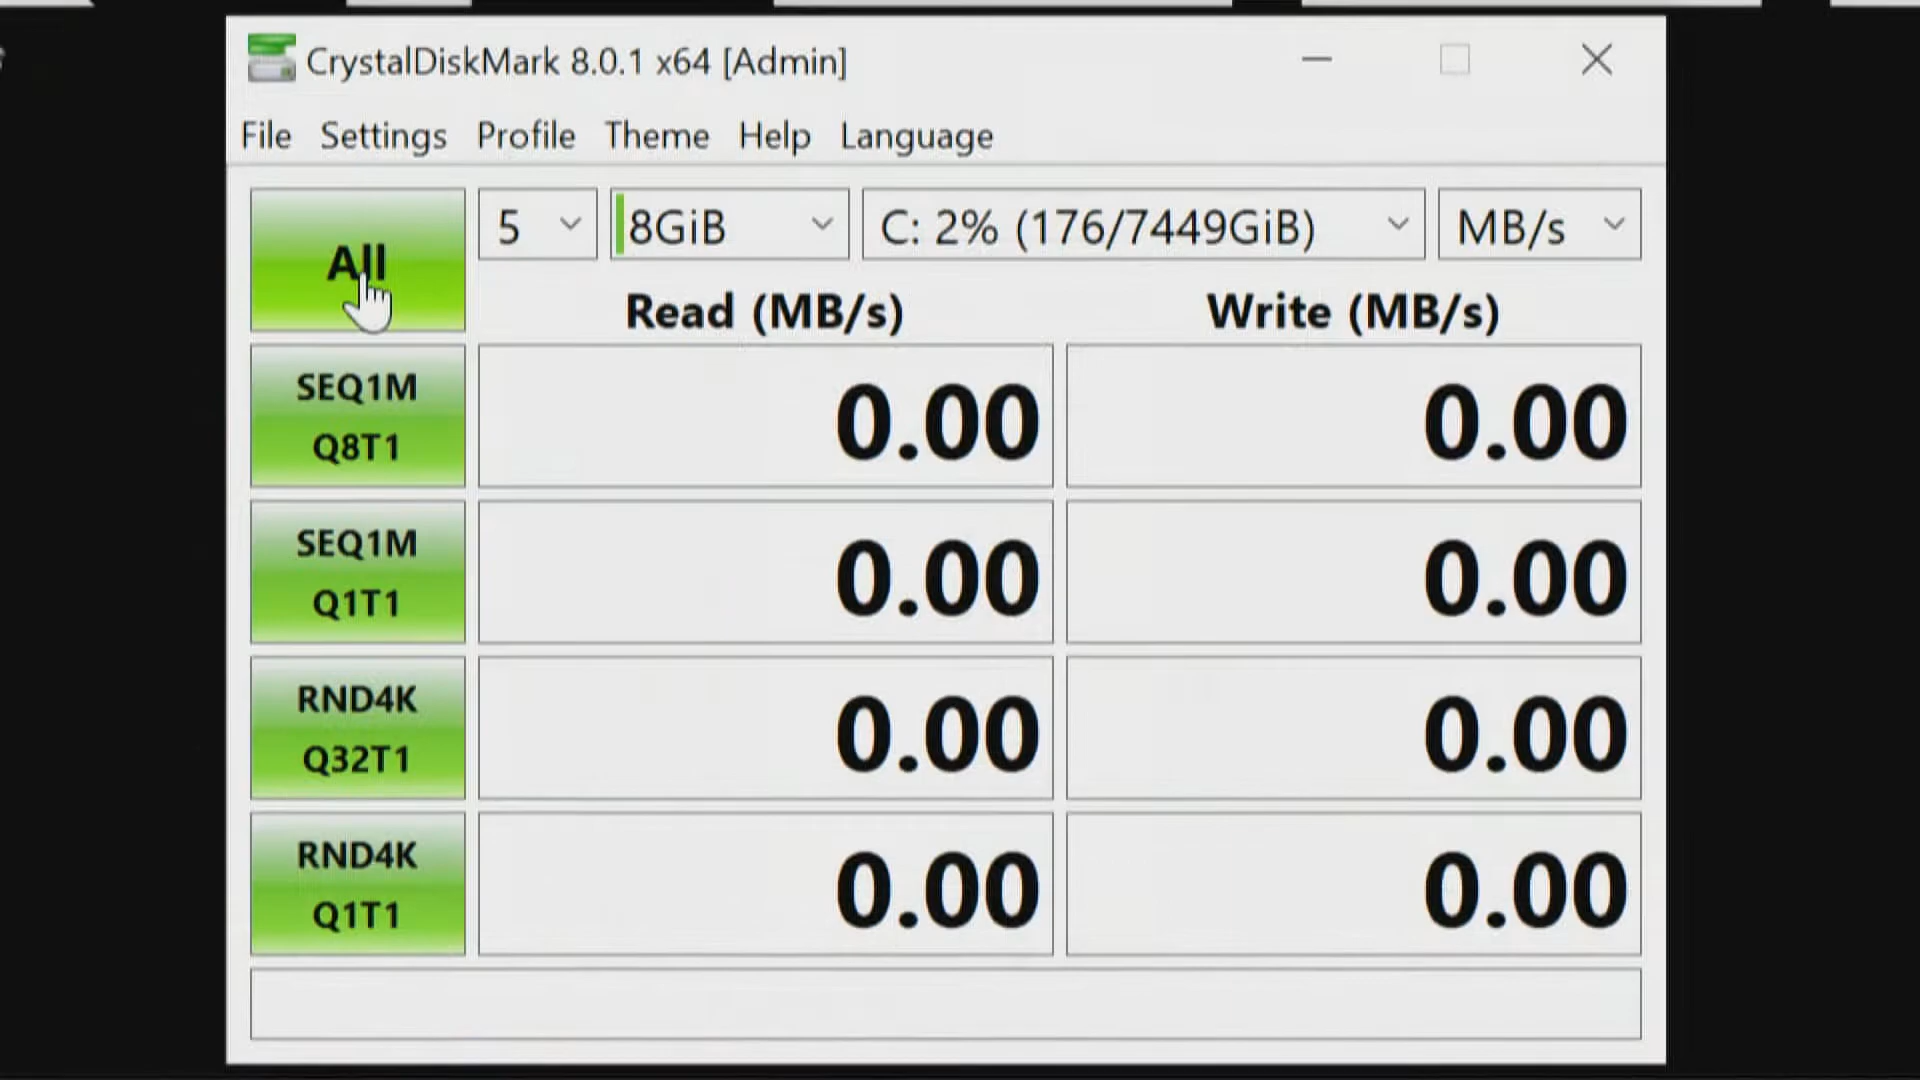 CrystalDiskMark 8.0.1 x64 [Admin]
File Settings Profile Theme Help Language
All 5 8GiB C: 2% (176/7449GiB) MB/s
Read (MB/s) Write (MB/s)
SEQ1M
Q8T1
0.00 0.00
SEQ1M
Q1T1
0.00 0.00
RND4K
Q32T1
0.00 0.00
RND4K
Q1T1
0.00 0.00